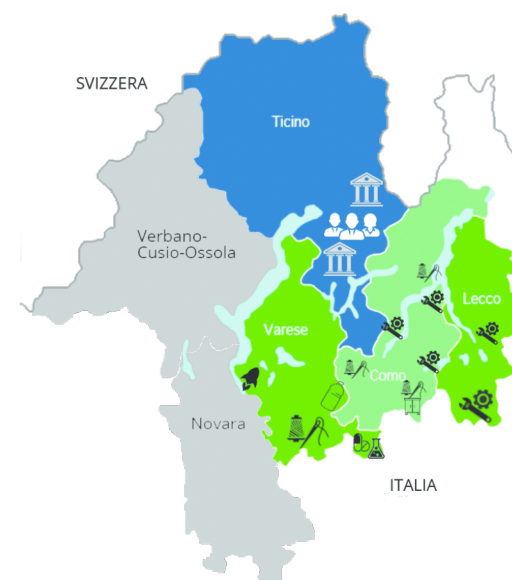 SVIZZERA
Ticino
Verbano-
Cusio-Ossola
Lecco
Varese
Como
Novara
ITALIA